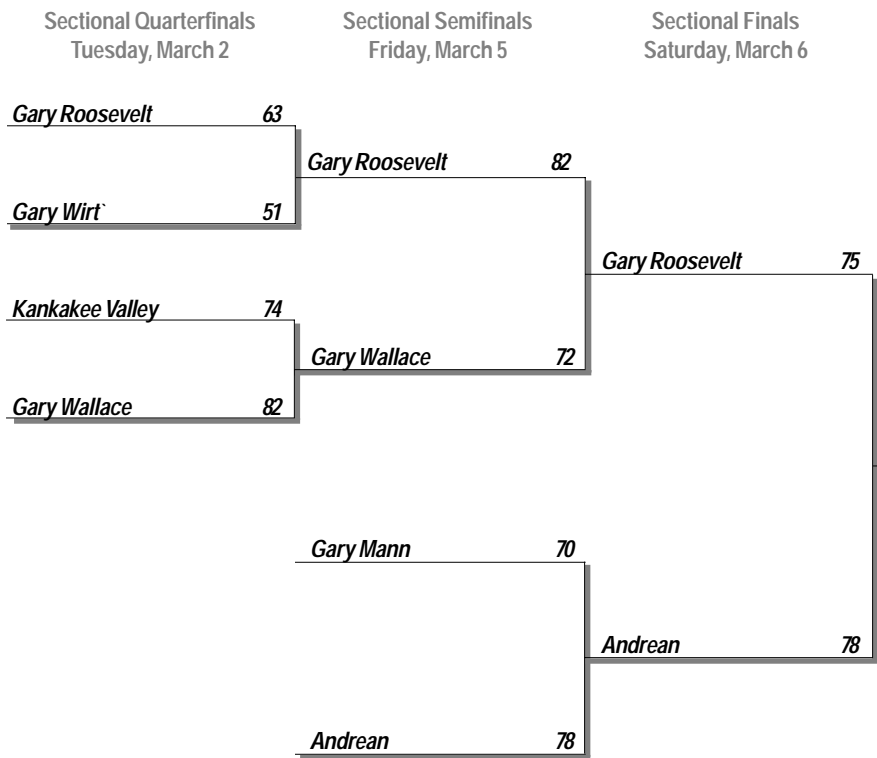 Sectional Quarterfinals
Tuesday, March 2
Sectional Semifinals
Friday, March 5
Sectional Finals
Saturday, March 6
Gary Roosevelt 63
Gary Wirt` 51
Kankakee Valley 74
Gary Wallace 82
Gary Roosevelt 82
Gary Wallace 72
Gary Mann 70
Andrean 78
Gary Roosevelt 75
Andrean 78